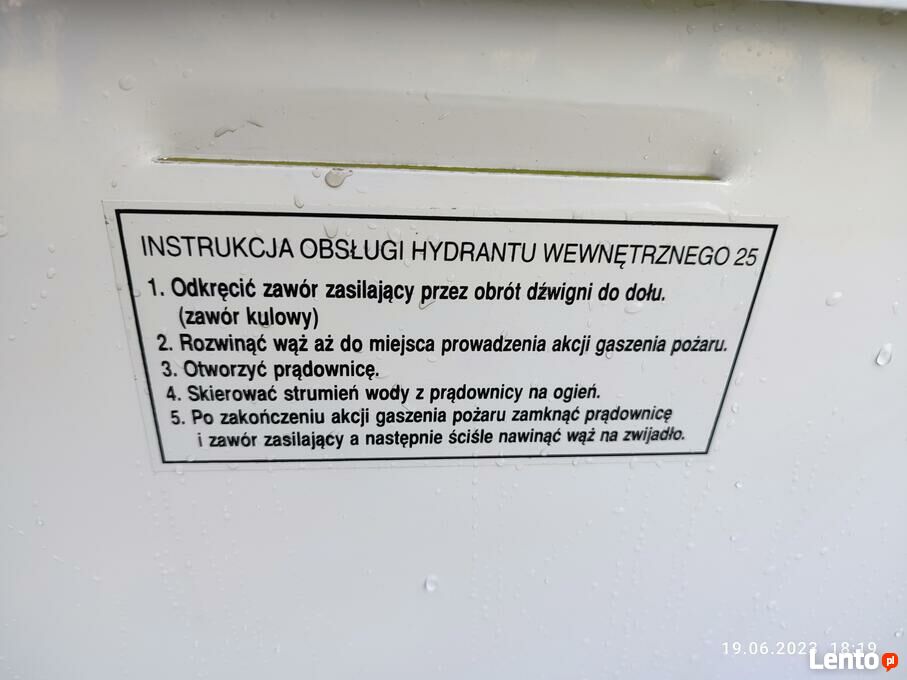 INSTRUKCJA OBSŁUGI HYDRANTU WEWNĘTRZNEGO 25
1. Odkręcić zawór zasilający przez obrót dźwigni do dołu.
(zawór kulowy)
2. Rozwinąć wąż aż do miejsca prowadzenia akcji gaszenia pożaru.
3. Otworzyć prądownicę.
4. Skierować strumień wody z prądownicy na ogień.
5. Po zakończeniu akcji gaszenia pożaru zamknąć prądownicę
i zawór zasilający a następnie ściśle nawinąć wąż na zwijadło.
19.06.2023 18:19
Lento pl